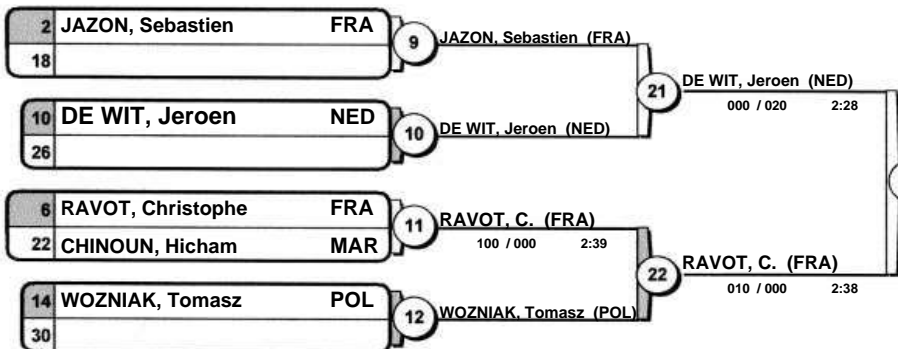 2 JAZON, Sebastien FRA
18
9
JAZON, Sebastien (FRA)
10 DE WIT, Jeroen NED
26
10
DE WIT, Jeroen (NED)
21
DE WIT, Jeroen (NED)
000 / 020 2:28
6 RAVOT, Christophe FRA
22 CHINOUN, Hicham MAR
11
RAVOT, C. (FRA)
100 / 000 2:39
14 WOZNIAK, Tomasz POL
30
12
WOZNIAK, Tomasz (POL)
22
RAVOT, C. (FRA)
010 / 000 2:38